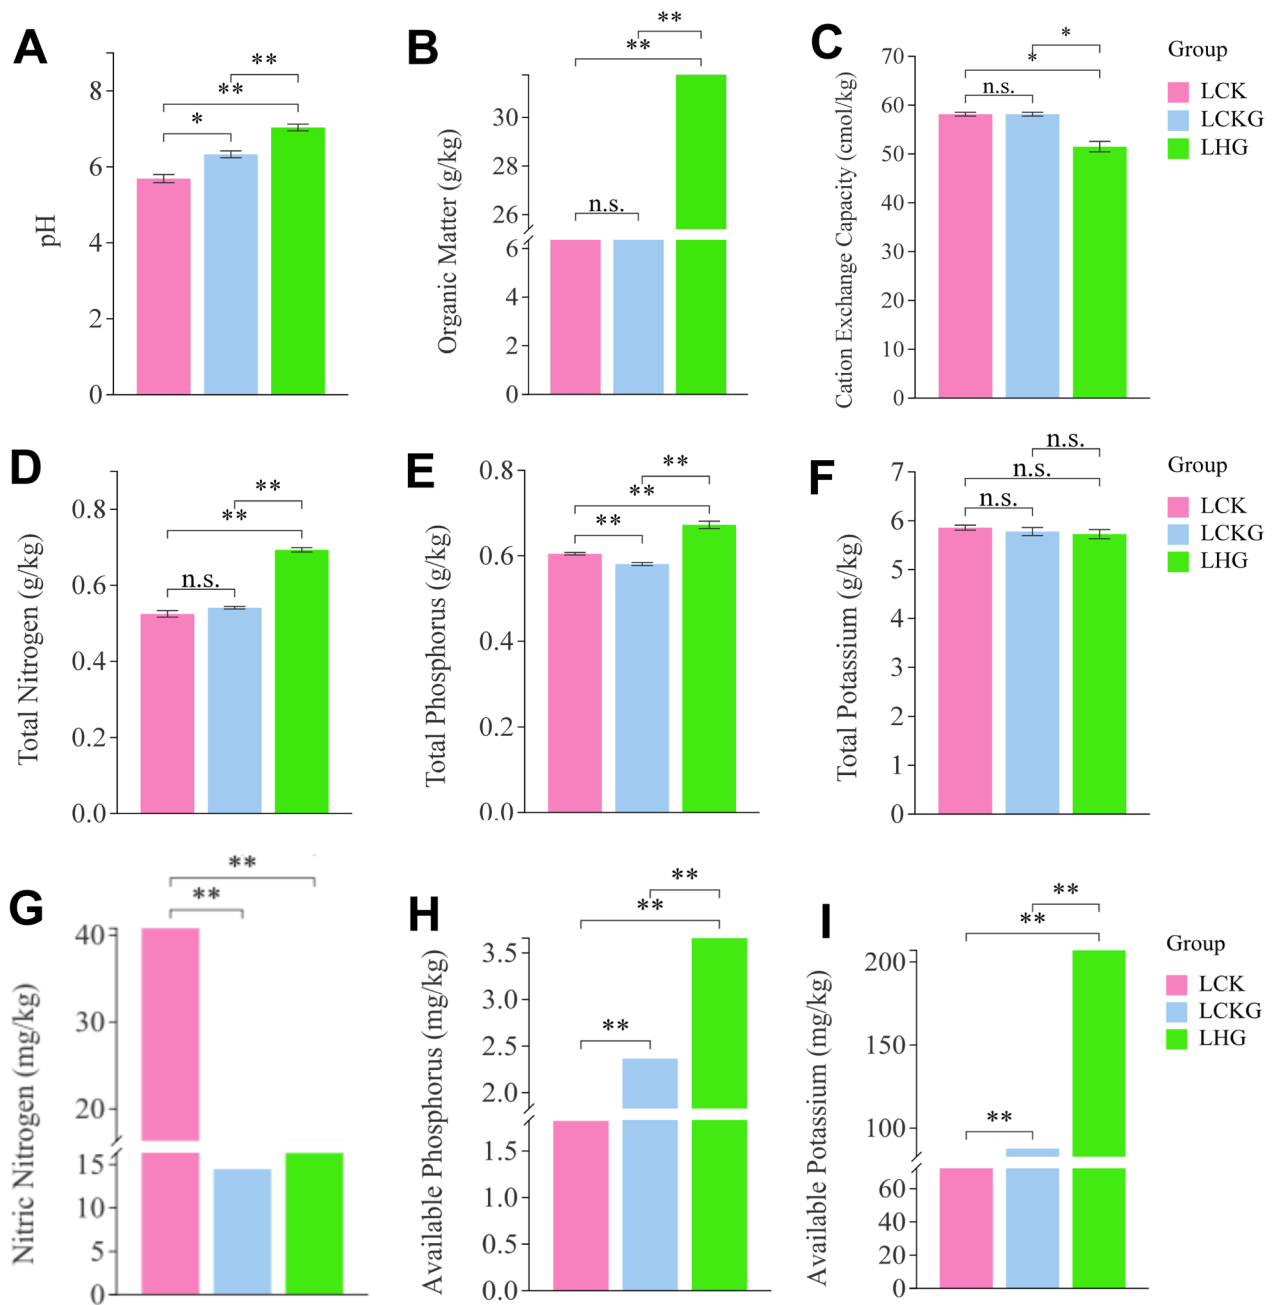 A
pH
8
6
4
2
0
*
**
**
B
Organic Matter (g/kg)
30
28
26
6
4
2
0
n.s.
**
**
C
Cation Exchange Capacity (cmol/kg)
70
60
50
40
30
20
10
0
n.s.
*
*
Group
LCK
LCKG
LHG
D
Total Nitrogen (g/kg)
0.8
0.6
0.4
0.2
0.0
n.s.
**
**
E
Total Phosphorus (g/kg)
0.8
0.6
0.4
0.2
0.0
**
**
**
F
Total Potassium (g/kg)
7
6
5
4
3
2
1
0
n.s.
n.s.
n.s.
Group
LCK
LCKG
LHG
G
Nitric Nitrogen (mg/kg)
40
30
20
15
10
5
0
**
**
H
Available Phosphorus (mg/kg)
3.5
3.0
2.5
2.0
1.5
1.0
0.5
0.0
**
**
**
I
Available Potassium (mg/kg)
200
150
100
60
40
20
0
**
**
**
Group
LCK
LCKG
LHG